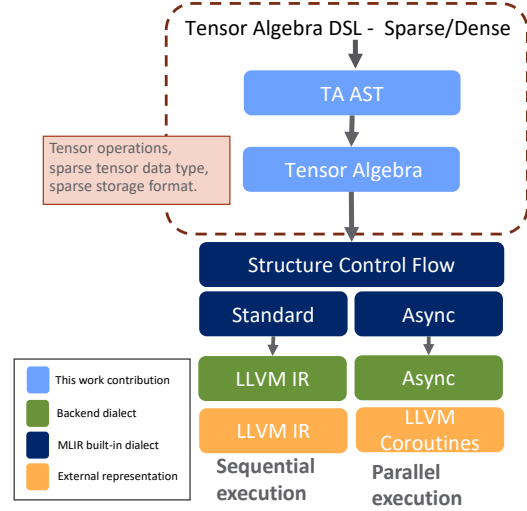 Tensor Algebra DSL - Sparse/Dense
TA AST
Tensor operations,
sparse tensor data type,
sparse storage format.
Tensor Algebra
Structure Control Flow
Standard
Async
LLVM IR
Async
LLVM IR
LLVM
Coroutines
Sequential
execution
Parallel
execution
This work contribution
Backend dialect
MLIR built-in dialect
External representation